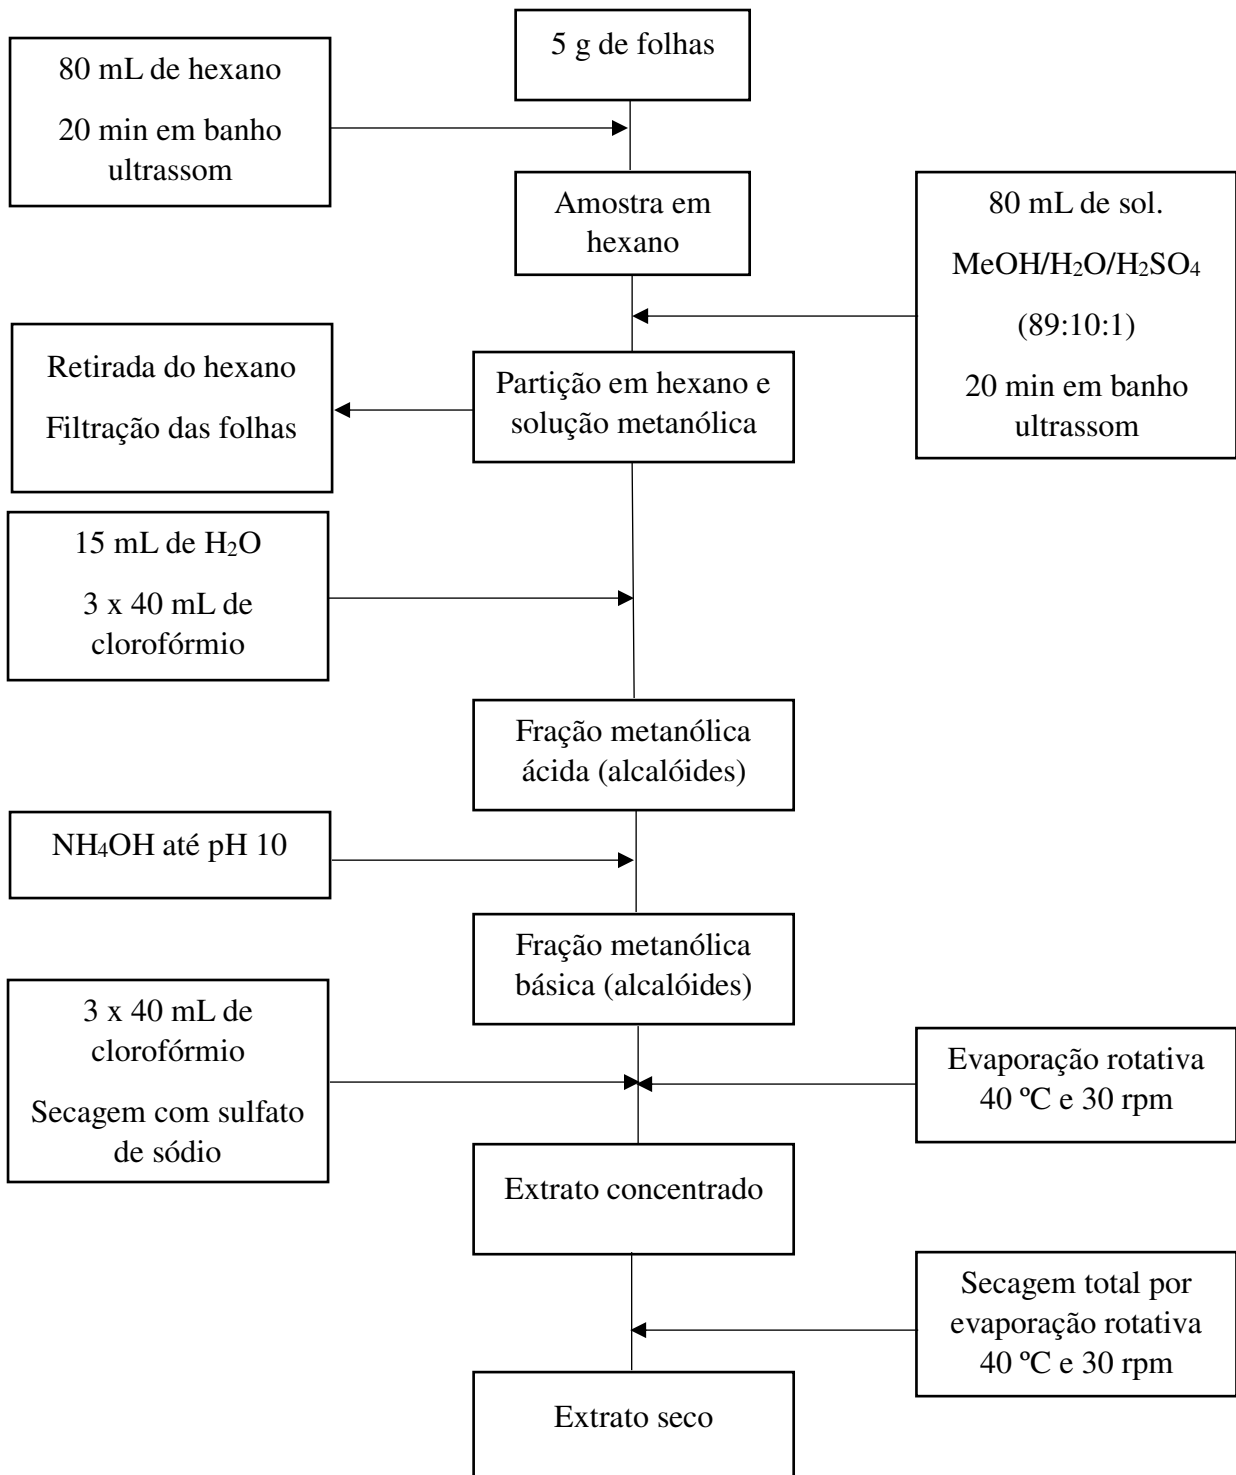 5 g de folhas
80 mL de hexano
20 min em banho
ultrassom
Amostra em
hexano
80 mL de sol.
MeOH/H₂O/H₂SO₄
(89:10:1)
20 min em banho
ultrassom
Partição em hexano e
solução metanólica
Retirada do hexano
Filtração das folhas
15 mL de H₂O
3 x 40 mL de
clorofórmio
Fração metanólica
ácida (alcalóides)
NH₄OH até pH 10
Fração metanólica
básica (alcalóides)
3 x 40 mL de
clorofórmio
Secagem com sulfato
de sódio
Evaporação rotativa
40 ºC e 30 rpm
Extrato concentrado
Secagem total por
evaporação rotativa
40 ºC e 30 rpm
Extrato seco